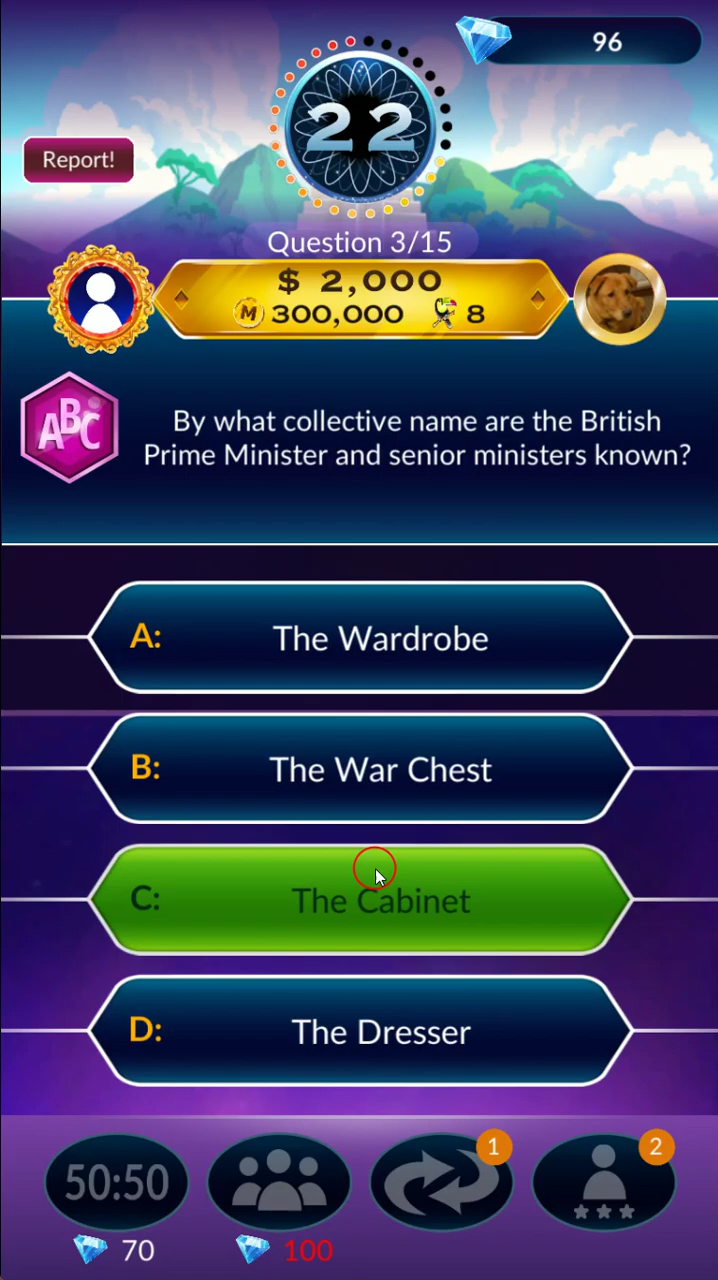 96
22
Report!
Question 3/15
$ 2,000
M 300,000 8
ABC
By what collective name are the British
Prime Minister and senior ministers known?
A: The Wardrobe
B: The War Chest
C: The Cabinet
D: The Dresser
1
2
50:50
70
100